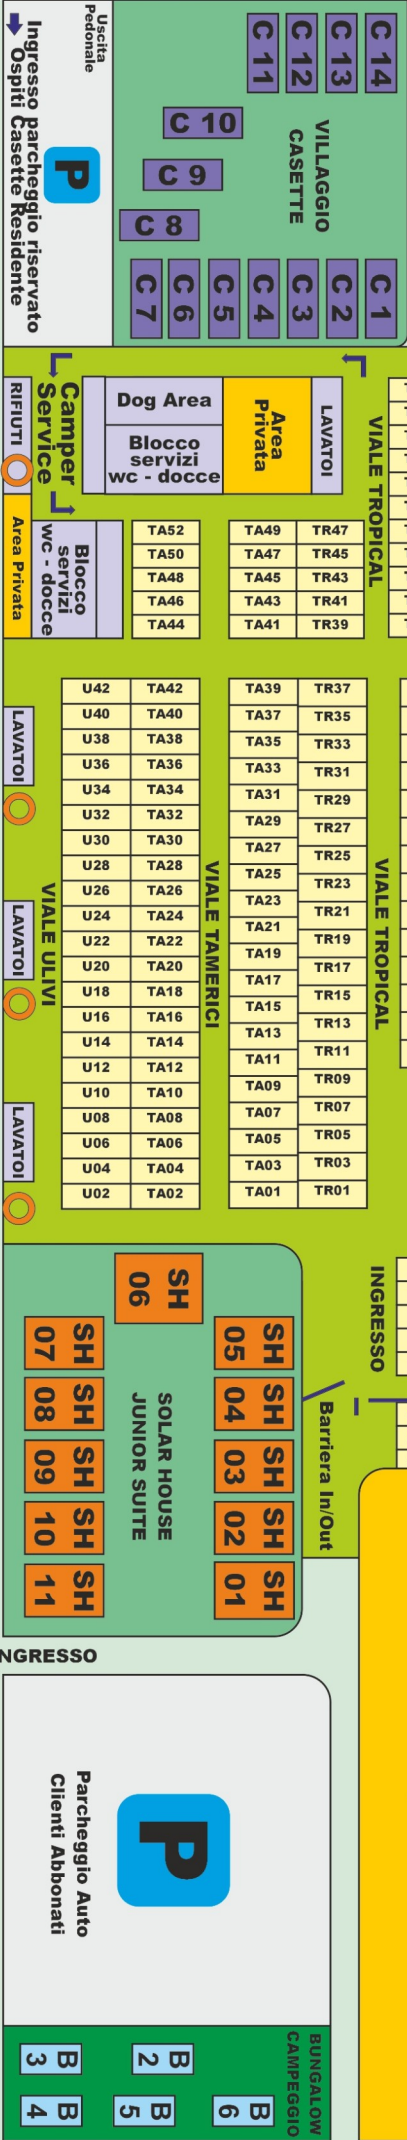 Uscita
Pedonale
Ingresso parcheggio riservato
Ospiti Casette Residente
P
C 11
C 12
C 13
C 14
C 10
C 9
C 8
VILLAGGIO
CASETTE
C 7
C 6
C 5
C 4
C 3
C 2
C 1
RIFIUTI
Camper
Service
Dog Area
Blocco
servizi
wc - docce
Area
Privata
LAVATOI
VIALE TROPICAL
Area Privata
Blocco
servizi
wc - docce
TA52
TA49
TR47
TA50
TA47
TR45
TA48
TA45
TR43
TA46
TA43
TR41
TA44
TA41
TR39
U42
TA42
TA39
TR37
U40
TA40
TA37
TR35
U38
TA38
TA35
TR33
U36
TA36
TA33
TR31
U34
TA34
TA31
TR29
U32
TA32
TA29
TR27
U30
TA30
TA27
TR25
U28
TA28
TA25
TR23
U26
TA26
TA23
TR21
U24
TA24
TA21
TR19
U22
TA22
TA19
TR17
U20
TA20
TA17
TR15
U18
TA18
TA15
TR13
U16
TA16
TA13
TR11
U14
TA14
TA11
TR09
U12
TA12
TA09
TR07
U10
TA10
TA07
TR05
U08
TA08
TA05
TR03
U06
TA06
TA03
TR01
U04
TA04
TA01
U02
TA02
LAVATOI
LAVATOI
LAVATOI
VIALE ULIVI
VIALE TAMERICI
VIALE TROPICAL
INGRESSO
SH
06
SH
07
SH
08
SH
09
SH
10
SH
11
SOLAR HOUSE
JUNIOR SUITE
SH
05
SH
04
SH
03
SH
02
SH
01
Barriera In/Out
NGRESSO
Parcheggio Auto
Clienti Abbonati
P
BUNGALOW
CAMPEGGIO
B
3
B
2
B
4
B
5
B
6